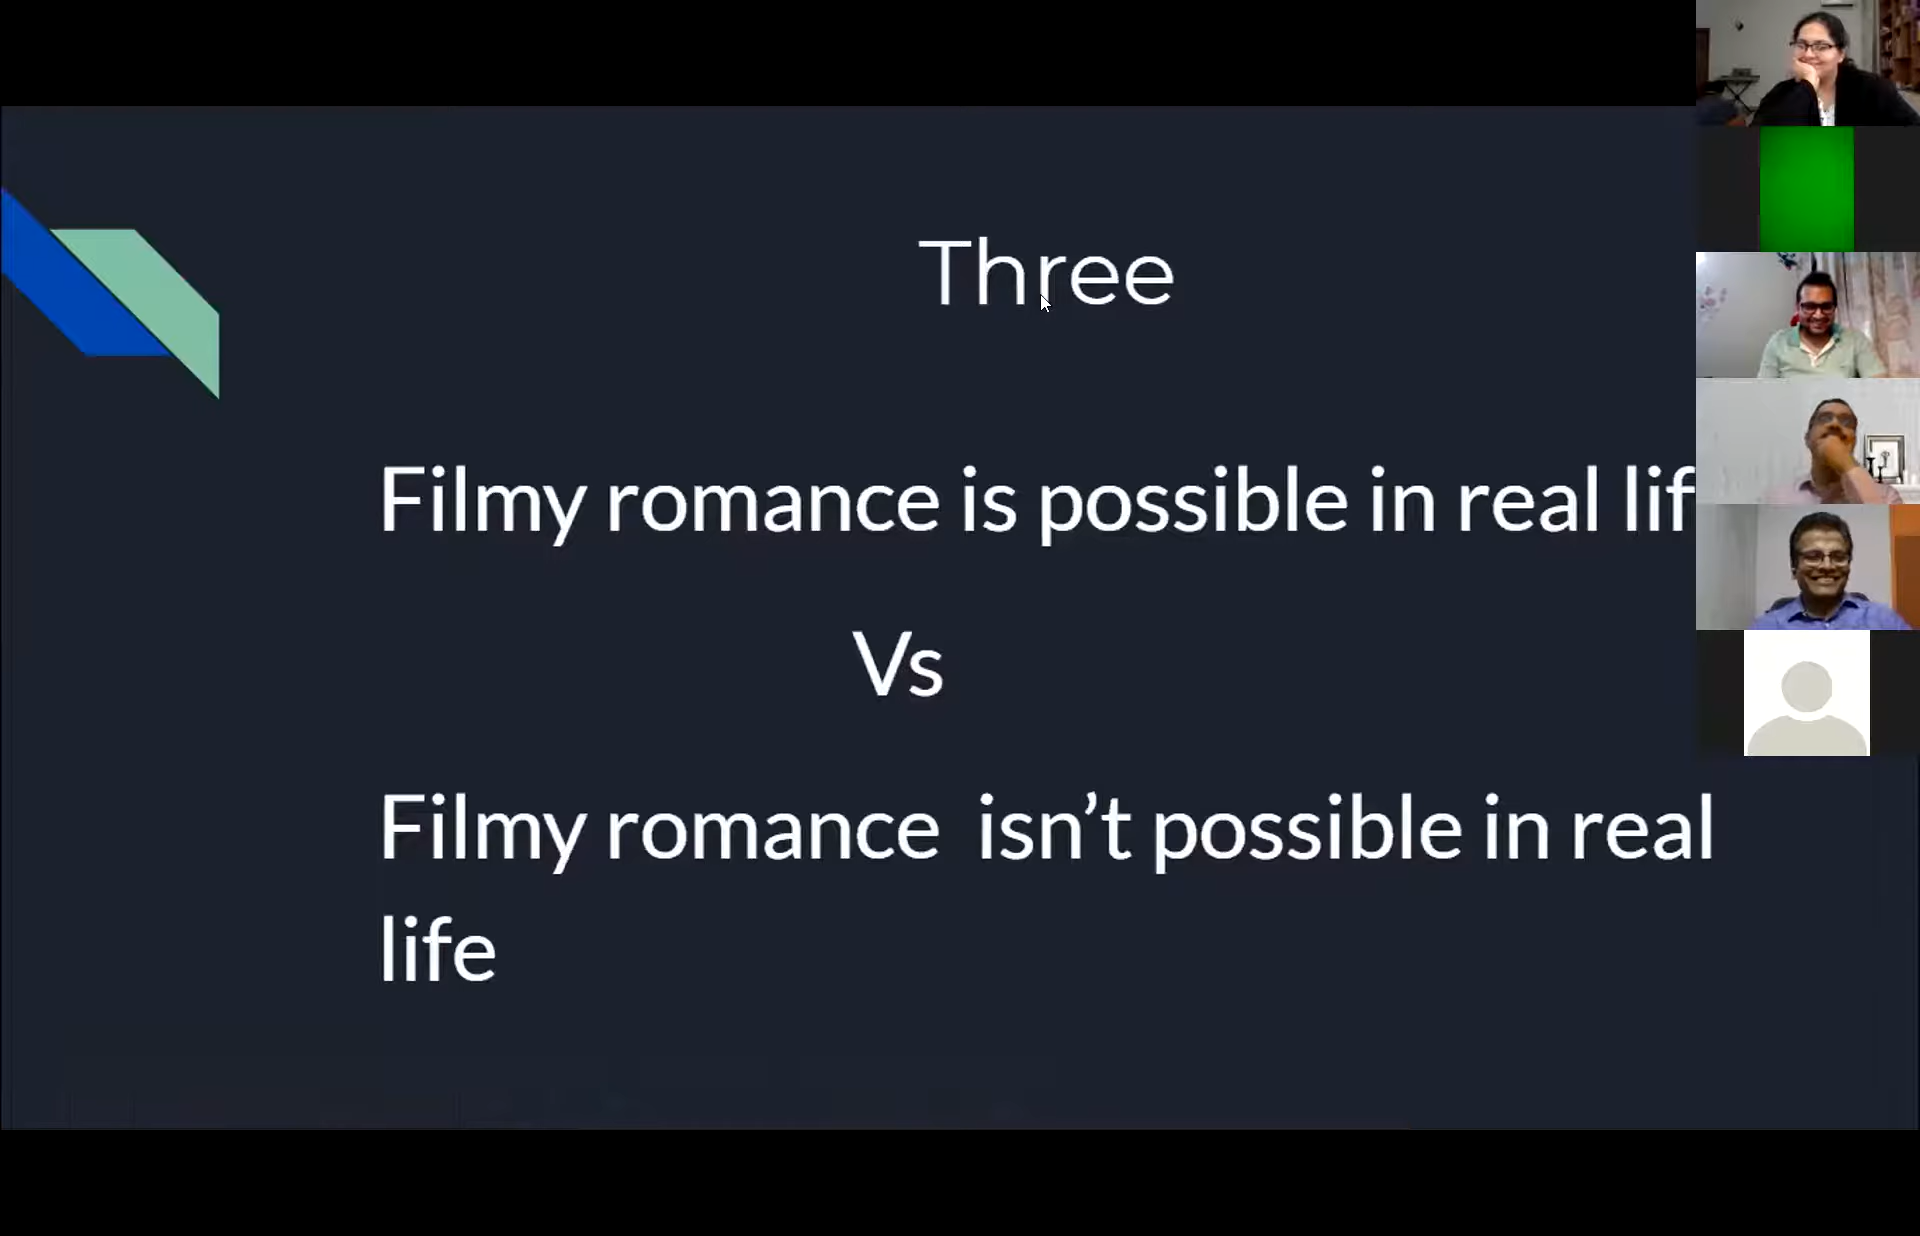 Three
Filmy romance is possible in real lif
Vs
Filmy romance  isn’t possible in real
life